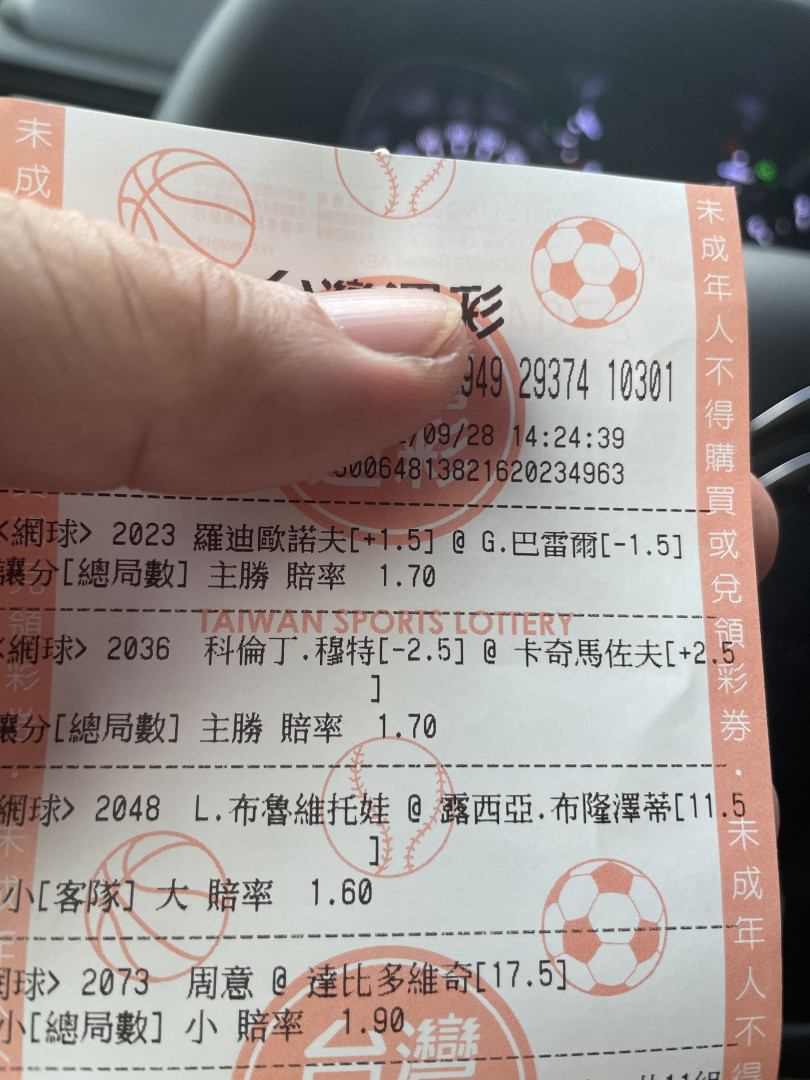 彩
949 29374 10301
/09/28 14:24:39
0064813821620234963
<網球> 2023 羅迪歐諾夫[+1.5] @ G.巴雷爾[-1.5]
讓分[總局數] 主勝 賠率 1.70
TAIWAN SPORTS LOTTERY
<網球> 2036 科倫丁.穆特[-2.5] @ 卡奇馬佐夫[+2.5
]
讓分[總局數] 主勝 賠率 1.70
網球> 2048 L.布魯維托娃 @ 露西亞.布隆澤蒂[11.5
]
小[客隊] 大 賠率 1.60
球> 2073 周意 @ 達比多維奇[17.5]
小[總局數] 小 賠率 1.90
台灣
未成
未成年人不得購買或兌領彩券・未成年人不得